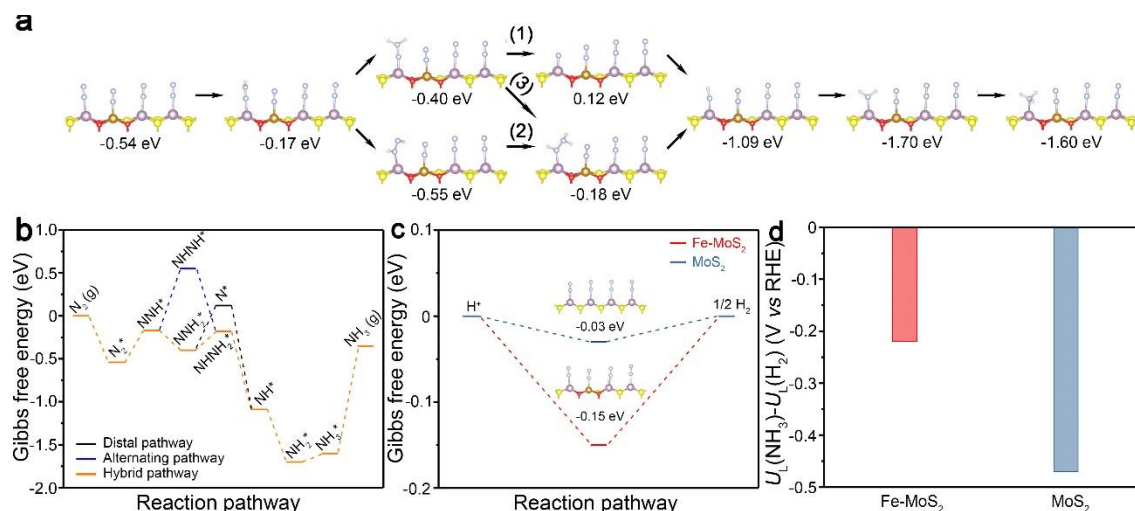 a
(1)
(3)
(2)
-0.54 eV
-0.17 eV
-0.40 eV
0.12 eV
-0.55 eV
-0.18 eV
-1.09 eV
-1.70 eV
-1.60 eV
b
Gibbs free energy (eV)
1.0
0.5
0
-0.5
-1.0
-1.5
-2.0
N₂ (g)
N₂*
NNH*
NHNH*
NNH₂*
N*
NHNH₂*
NH*
NH₂*
NH₃*
NH₃ (g)
Distal pathway
Alternating pathway
Hybrid pathway
Reaction pathway
c
Gibbs free energy (eV)
0.1
0
-0.1
-0.2
Fe-MoS₂
MoS₂
H⁺
1/2 H₂
-0.03 eV
-0.15 eV
Reaction pathway
d
U_L(NH₃)-U_L(H₂) (V vs RHE)
0
-0.1
-0.2
-0.3
-0.4
-0.5
Fe-MoS₂
MoS₂